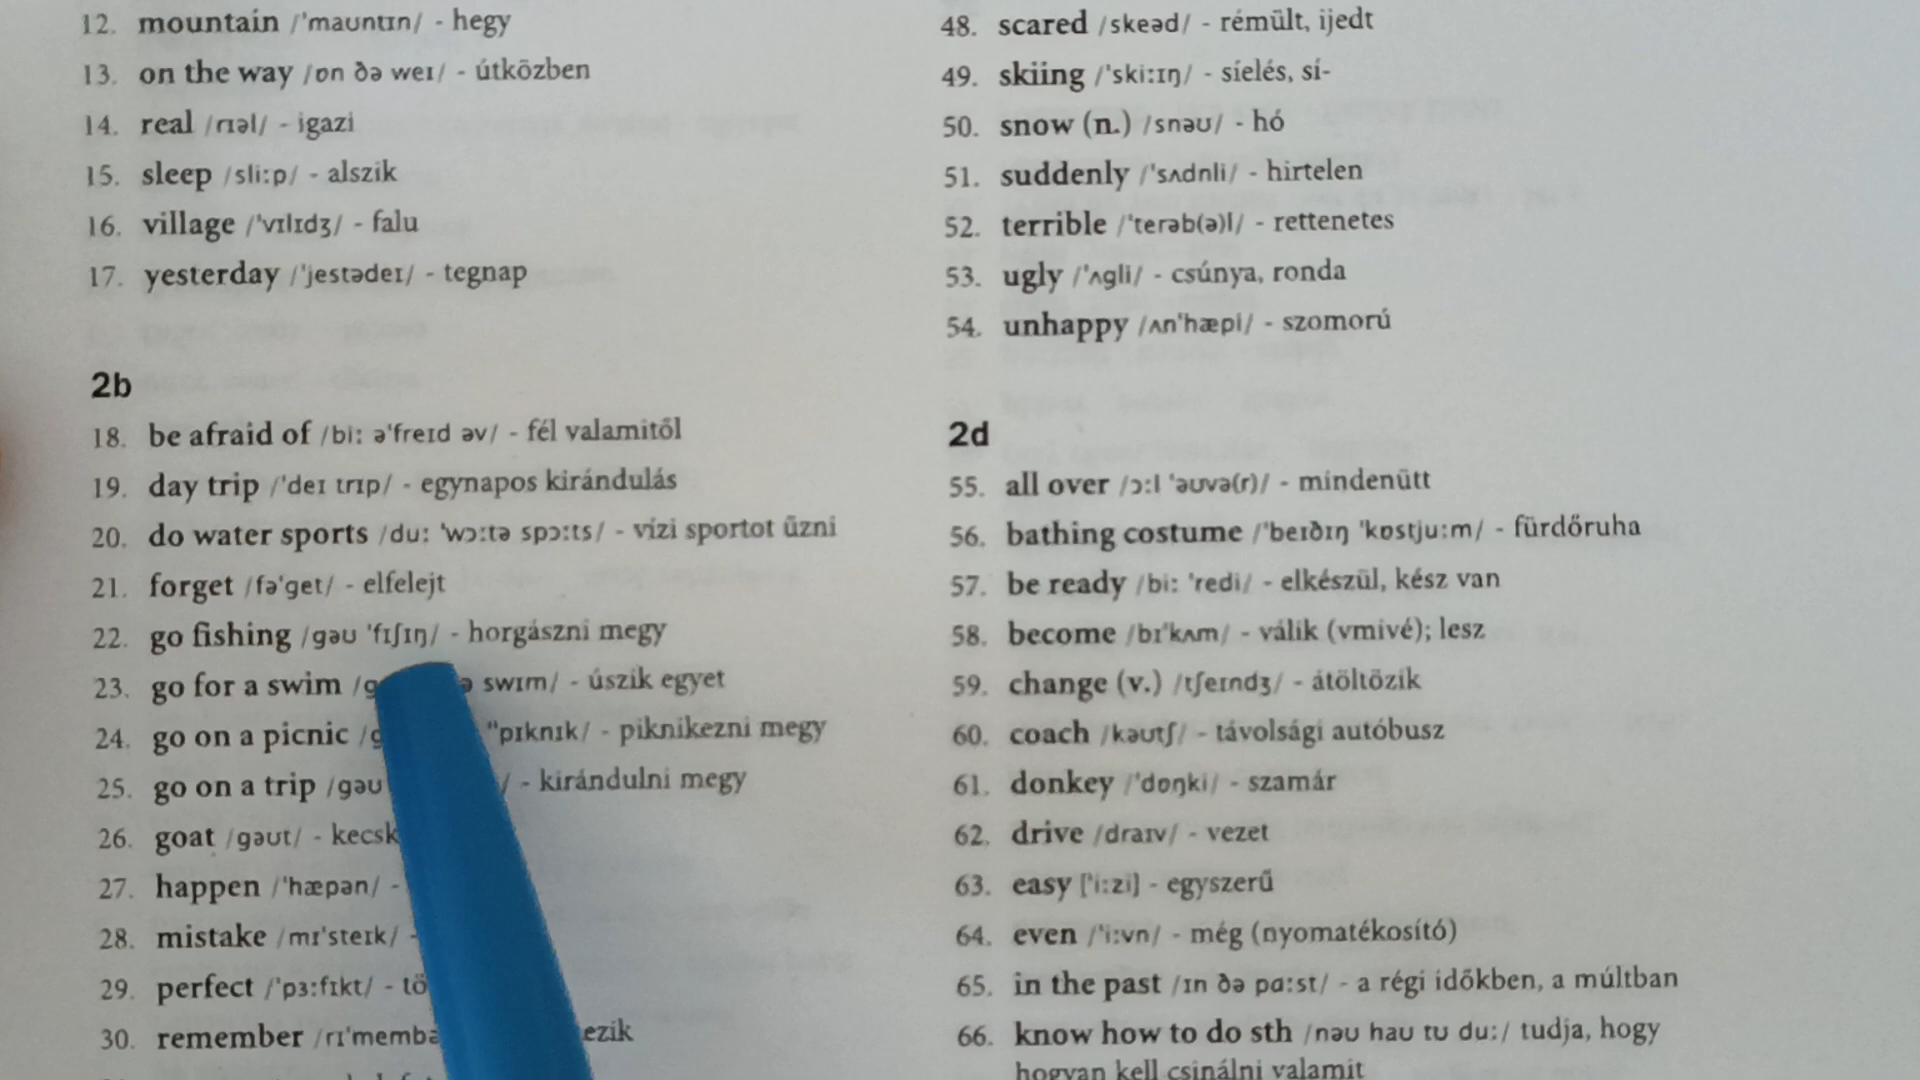 12. mountain /'maʊntɪn/ - hegy
13. on the way /ɒn ðə weɪ/ - útközben
14. real /rɪəl/ - igazi
15. sleep /sli:p/ - alszik
16. village /'vɪlɪdʒ/ - falu
17. yesterday /'jestədeɪ/ - tegnap
2b
18. be afraid of /bi: ə'freɪd əv/ - fél valamitől
19. day trip /'deɪ trɪp/ - egynapos kirándulás
20. do water sports /du: 'wɔ:tə spɔ:ts/ - vízi sportot űzni
21. forget /fə'get/ - elfelejt
22. go fishing /gəʊ 'fɪʃɪŋ/ - horgászni megy
23. go for a swim swɪm/ - úszik egyet
24. go on a picnic "pɪknɪk/ - piknikezni megy
25. go on a trip /gəʊ - kirándulni megy
26. goat /gəʊt/ -
27. happen /'hæpən/ -
28. mistake /mɪ'steɪk/ -
29. perfect /'pɜ:fɪkt/ -
30. remember
48. scared /skeəd/ - rémült, ijedt
49. skiing /'ski:ɪŋ/ - síelés, sí-
50. snow (n.) /snəʊ/ - hó
51. suddenly /'sʌdnli/ - hirtelen
52. terrible /'terəb(ə)l/ - rettenetes
53. ugly /'ʌgli/ - csúnya, ronda
54. unhappy /ʌn'hæpi/ - szomorú
2d
55. all over /ɔ:l 'əʊvə(r)/ - mindenütt
56. bathing costume /'beɪðɪŋ 'kɒstju:m/ - fürdőruha
57. be ready /bi: 'redi/ - elkészül, kész van
58. become /bɪ'kʌm/ - válik (vmivé); lesz
59. change (v.) /tʃeɪndʒ/ - átöltözik
60. coach /kəʊtʃ/ - távolsági autóbusz
61. donkey /'dɒŋki/ - szamár
62. drive /draɪv/ - vezet
63. easy ['i:zi] - egyszerű
64. even /'i:vn/ - még (nyomatékosító)
65. in the past /ɪn ðə pɑ:st/ - a régi időkben, a múltban
66. know how to do sth /nəʊ haʊ tʊ du:/ tudja, hogy
hogyan kell csinálni valamit